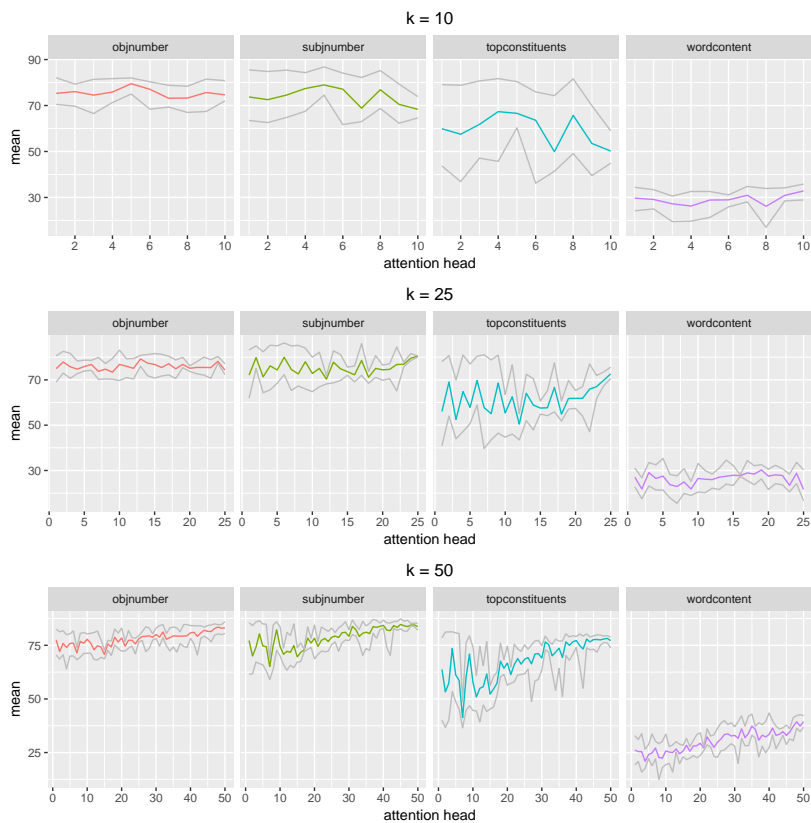 k = 10
objnumber subjnumber topconstituents wordcontent
90
70
50
30
mean
2 4 6 8 10 2 4 6 8 10 2 4 6 8 10 2 4 6 8 10
attention head
k = 25
objnumber subjnumber topconstituents wordcontent
70
50
30
mean
0 5 10 15 20 25 0 5 10 15 20 25 0 5 10 15 20 25 0 5 10 15 20 25
attention head
k = 50
objnumber subjnumber topconstituents wordcontent
75
50
25
mean
0 10 20 30 40 50 0 10 20 30 40 50 0 10 20 30 40 50 0 10 20 30 40 50
attention head